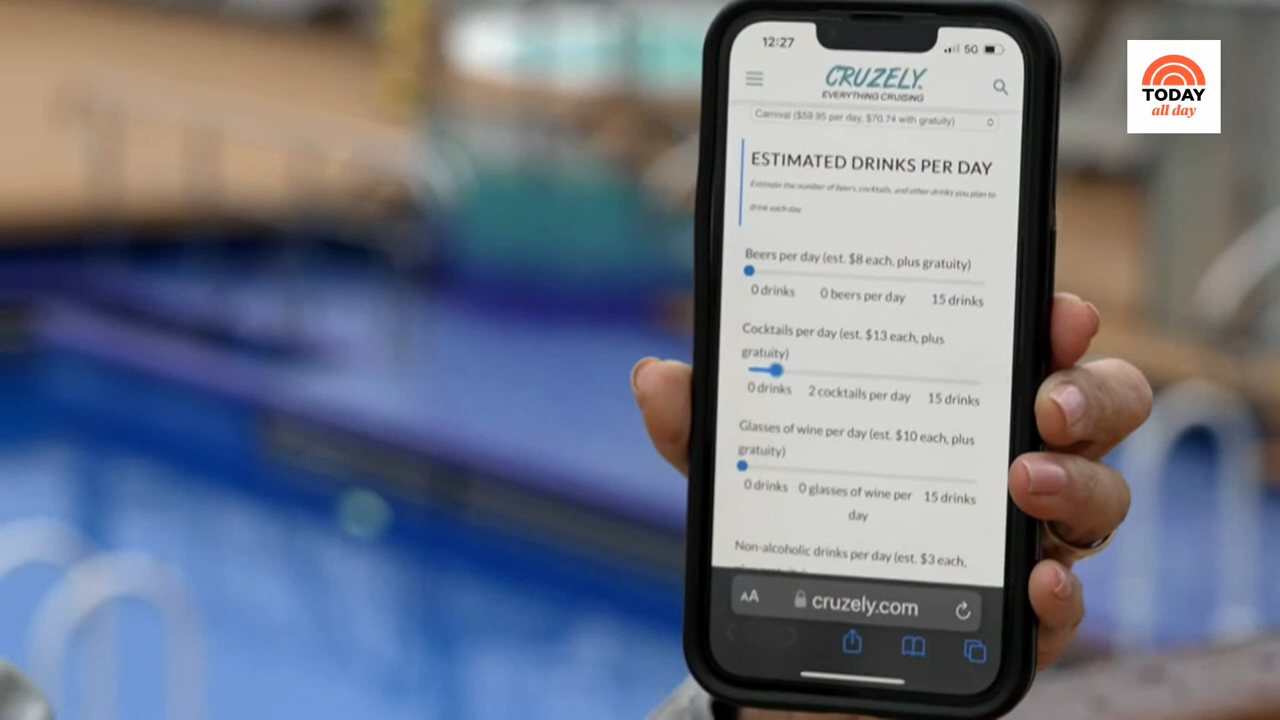 12:27
5G
CRUZELY.
EVERYTHING CRUISING
Carnival ($59.95 per day, $70.74 with gratuity)
ESTIMATED DRINKS PER DAY
Estimate the number of beers, cocktails, and other drinks you plan to
drink each day.
Beers per day (est. $8 each, plus gratuity)
0 drinks 0 beers per day 15 drinks
Cocktails per day (est. $13 each, plus
gratuity)
0 drinks 2 cocktails per day 15 drinks
Glasses of wine per day (est. $10 each, plus
gratuity)
0 drinks 0 glasses of wine per 15 drinks
day
Non-alcoholic drinks per day (est. $3 each,
AA cruzely.com
TODAY
all day